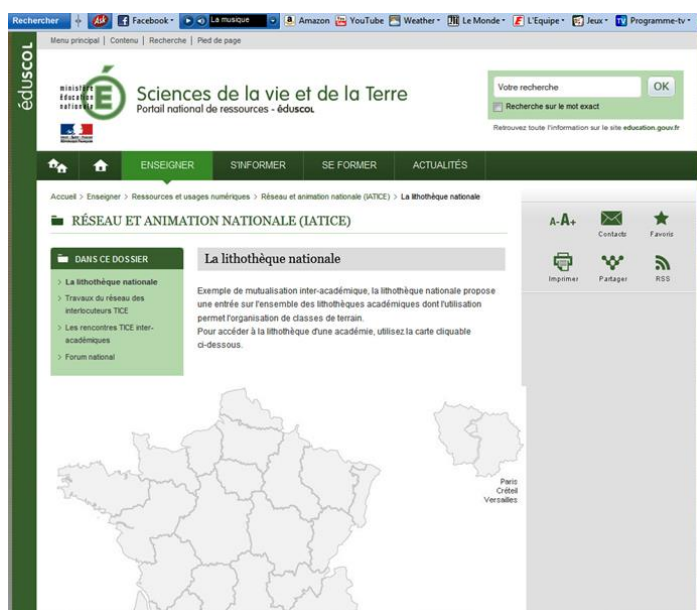 Rechercher Ask Facebook La musique Amazon YouTube Weather Le Monde L'Equipe Jeux TV Programme-tv
Menu principal | Contenu | Recherche | Pied de page
éduscol
ministère
éducation
nationale
É
Sciences de la vie et de la Terre
Portail national de ressources - éduscol
Votre recherche OK
Recherche sur le mot exact
Retrouvez toute l'information sur le site education.gouv.fr
ENSEIGNER S'INFORMER SE FORMER ACTUALITÉS
Accueil > Enseigner > Ressources et usages numériques > Réseau et animation nationale (IATICE) > La lithothèque nationale
RÉSEAU ET ANIMATION NATIONALE (IATICE)
A-A+
Contacts Favoris
Imprimer Partager RSS
DANS CE DOSSIER
> La lithothèque nationale
> Travaux du réseau des
interlocuteurs TICE
> Les rencontres TICE inter-
académiques
> Forum national
La lithothèque nationale
Exemple de mutualisation inter-académique, la lithothèque nationale propose
une entrée sur l'ensemble des lithothèques académiques dont l'utilisation
permet l'organisation de classes de terrain.
Pour accéder à la lithothèque d'une académie, utilisez la carte cliquable
ci-dessous.
Paris
Créteil
Versailles